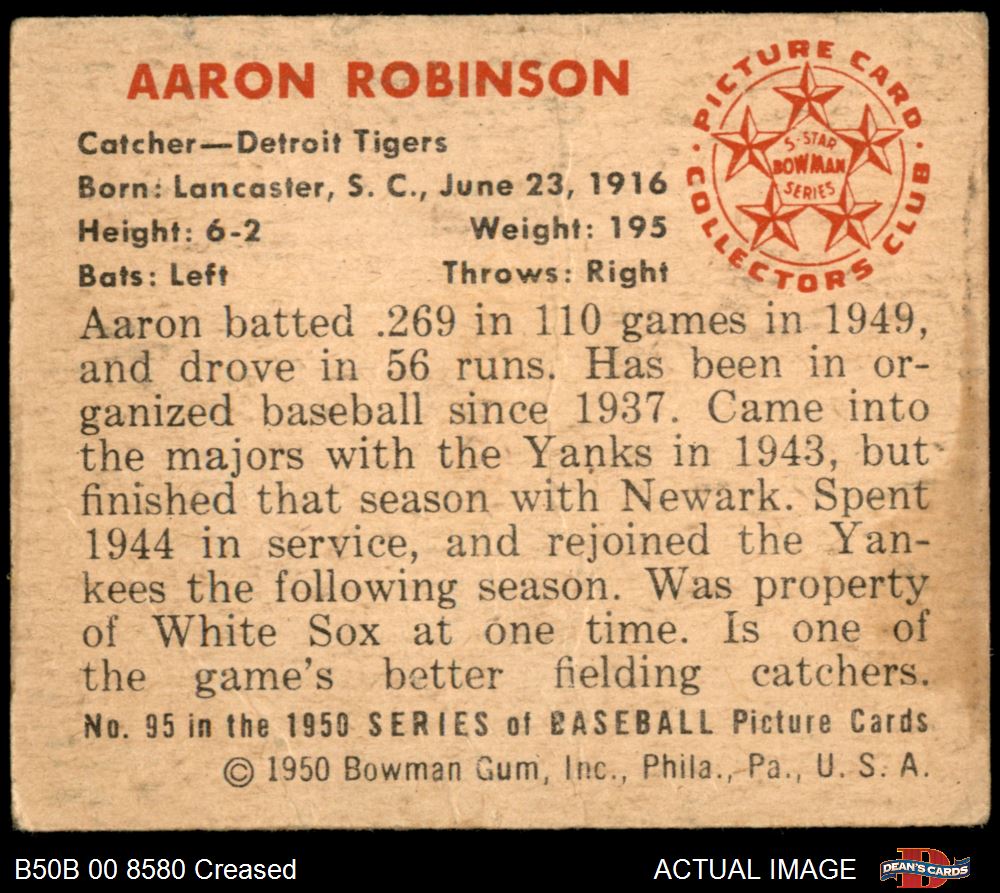 AARON ROBINSON
Catcher—Detroit Tigers
Born: Lancaster, S. C., June 23, 1916
Height: 6-2 Weight: 195
Bats: Left Throws: Right
PICTURE CARD
COLLECTORS CLUB
5-STAR
BOWMAN
SERIES
Aaron batted .269 in 110 games in 1949,
and drove in 56 runs. Has been in or-
ganized baseball since 1937. Came into
the majors with the Yanks in 1943, but
finished that season with Newark. Spent
1944 in service, and rejoined the Yan-
kees the following season. Was property
of White Sox at one time. Is one of
the game's better fielding catchers.
No. 95 in the 1950 SERIES of BASEBALL Picture Cards
© 1950 Bowman Gum, Inc., Phila., Pa., U. S. A.
B50B 00 8580 Creased
ACTUAL IMAGE
DEAN'S CARDS